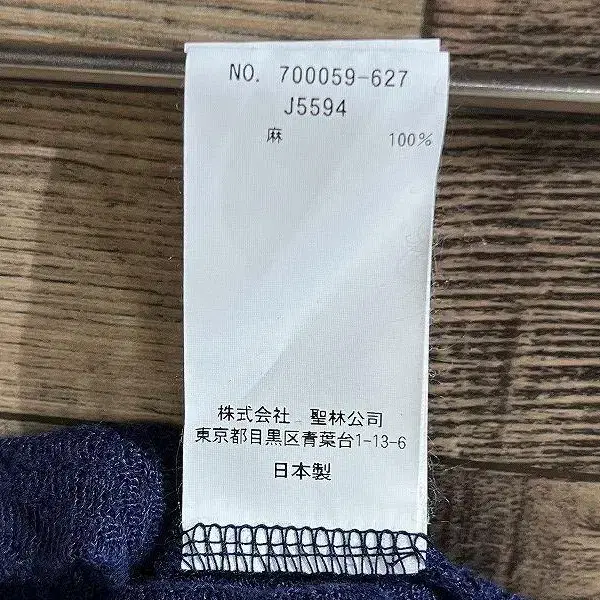 NO. 700059-627
J5594
麻 100%
株式会社 聖林公司
東京都目黒区青葉台1-13-6
日本製